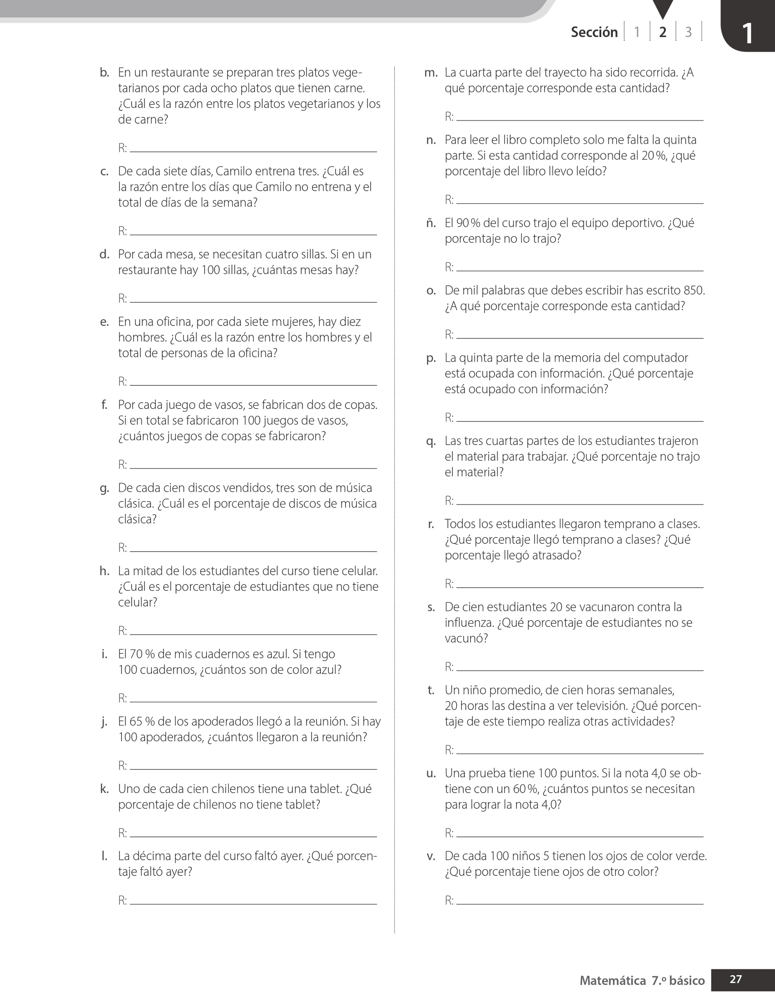 Sección 1 2 3
1
b. En un restaurante se preparan tres platos vege-
tarianos por cada ocho platos que tienen carne.
¿Cuál es la razón entre los platos vegetarianos y los
de carne?
R:
c. De cada siete días, Camilo entrena tres. ¿Cuál es
la razón entre los días que Camilo no entrena y el
total de días de la semana?
R:
d. Por cada mesa, se necesitan cuatro sillas. Si en un
restaurante hay 100 sillas, ¿cuántas mesas hay?
R:
e. En una oficina, por cada siete mujeres, hay diez
hombres. ¿Cuál es la razón entre los hombres y el
total de personas de la oficina?
R:
f. Por cada juego de vasos, se fabrican dos de copas.
Si en total se fabricaron 100 juegos de vasos,
¿cuántos juegos de copas se fabricaron?
R:
g. De cada cien discos vendidos, tres son de música
clásica. ¿Cuál es el porcentaje de discos de música
clásica?
R:
h. La mitad de los estudiantes del curso tiene celular.
¿Cuál es el porcentaje de estudiantes que no tiene
celular?
R:
i. El 70 % de mis cuadernos es azul. Si tengo
100 cuadernos, ¿cuántos son de color azul?
R:
j. El 65 % de los apoderados llegó a la reunión. Si hay
100 apoderados, ¿cuántos llegaron a la reunión?
R:
k. Uno de cada cien chilenos tiene una tablet. ¿Qué
porcentaje de chilenos no tiene tablet?
R:
l. La décima parte del curso faltó ayer. ¿Qué porcen-
taje faltó ayer?
R:
m. La cuarta parte del trayecto ha sido recorrida. ¿A
qué porcentaje corresponde esta cantidad?
R:
n. Para leer el libro completo solo me falta la quinta
parte. Si esta cantidad corresponde al 20 %, ¿qué
porcentaje del libro llevo leído?
R:
ñ. El 90 % del curso trajo el equipo deportivo. ¿Qué
porcentaje no lo trajo?
R:
o. De mil palabras que debes escribir has escrito 850.
¿A qué porcentaje corresponde esta cantidad?
R:
p. La quinta parte de la memoria del computador
está ocupada con información. ¿Qué porcentaje
está ocupado con información?
R:
q. Las tres cuartas partes de los estudiantes trajeron
el material para trabajar. ¿Qué porcentaje no trajo
el material?
R:
r. Todos los estudiantes llegaron temprano a clases.
¿Qué porcentaje llegó temprano a clases? ¿Qué
porcentaje llegó atrasado?
R:
s. De cien estudiantes 20 se vacunaron contra la
influenza. ¿Qué porcentaje de estudiantes no se
vacunó?
R:
t. Un niño promedio, de cien horas semanales,
20 horas las destina a ver televisión. ¿Qué porcen-
taje de este tiempo realiza otras actividades?
R:
u. Una prueba tiene 100 puntos. Si la nota 4,0 se ob-
tiene con un 60 %, ¿cuántos puntos se necesitan
para lograr la nota 4,0?
R:
v. De cada 100 niños 5 tienen los ojos de color verde.
¿Qué porcentaje tiene ojos de otro color?
R:
Matemática 7.º básico 27